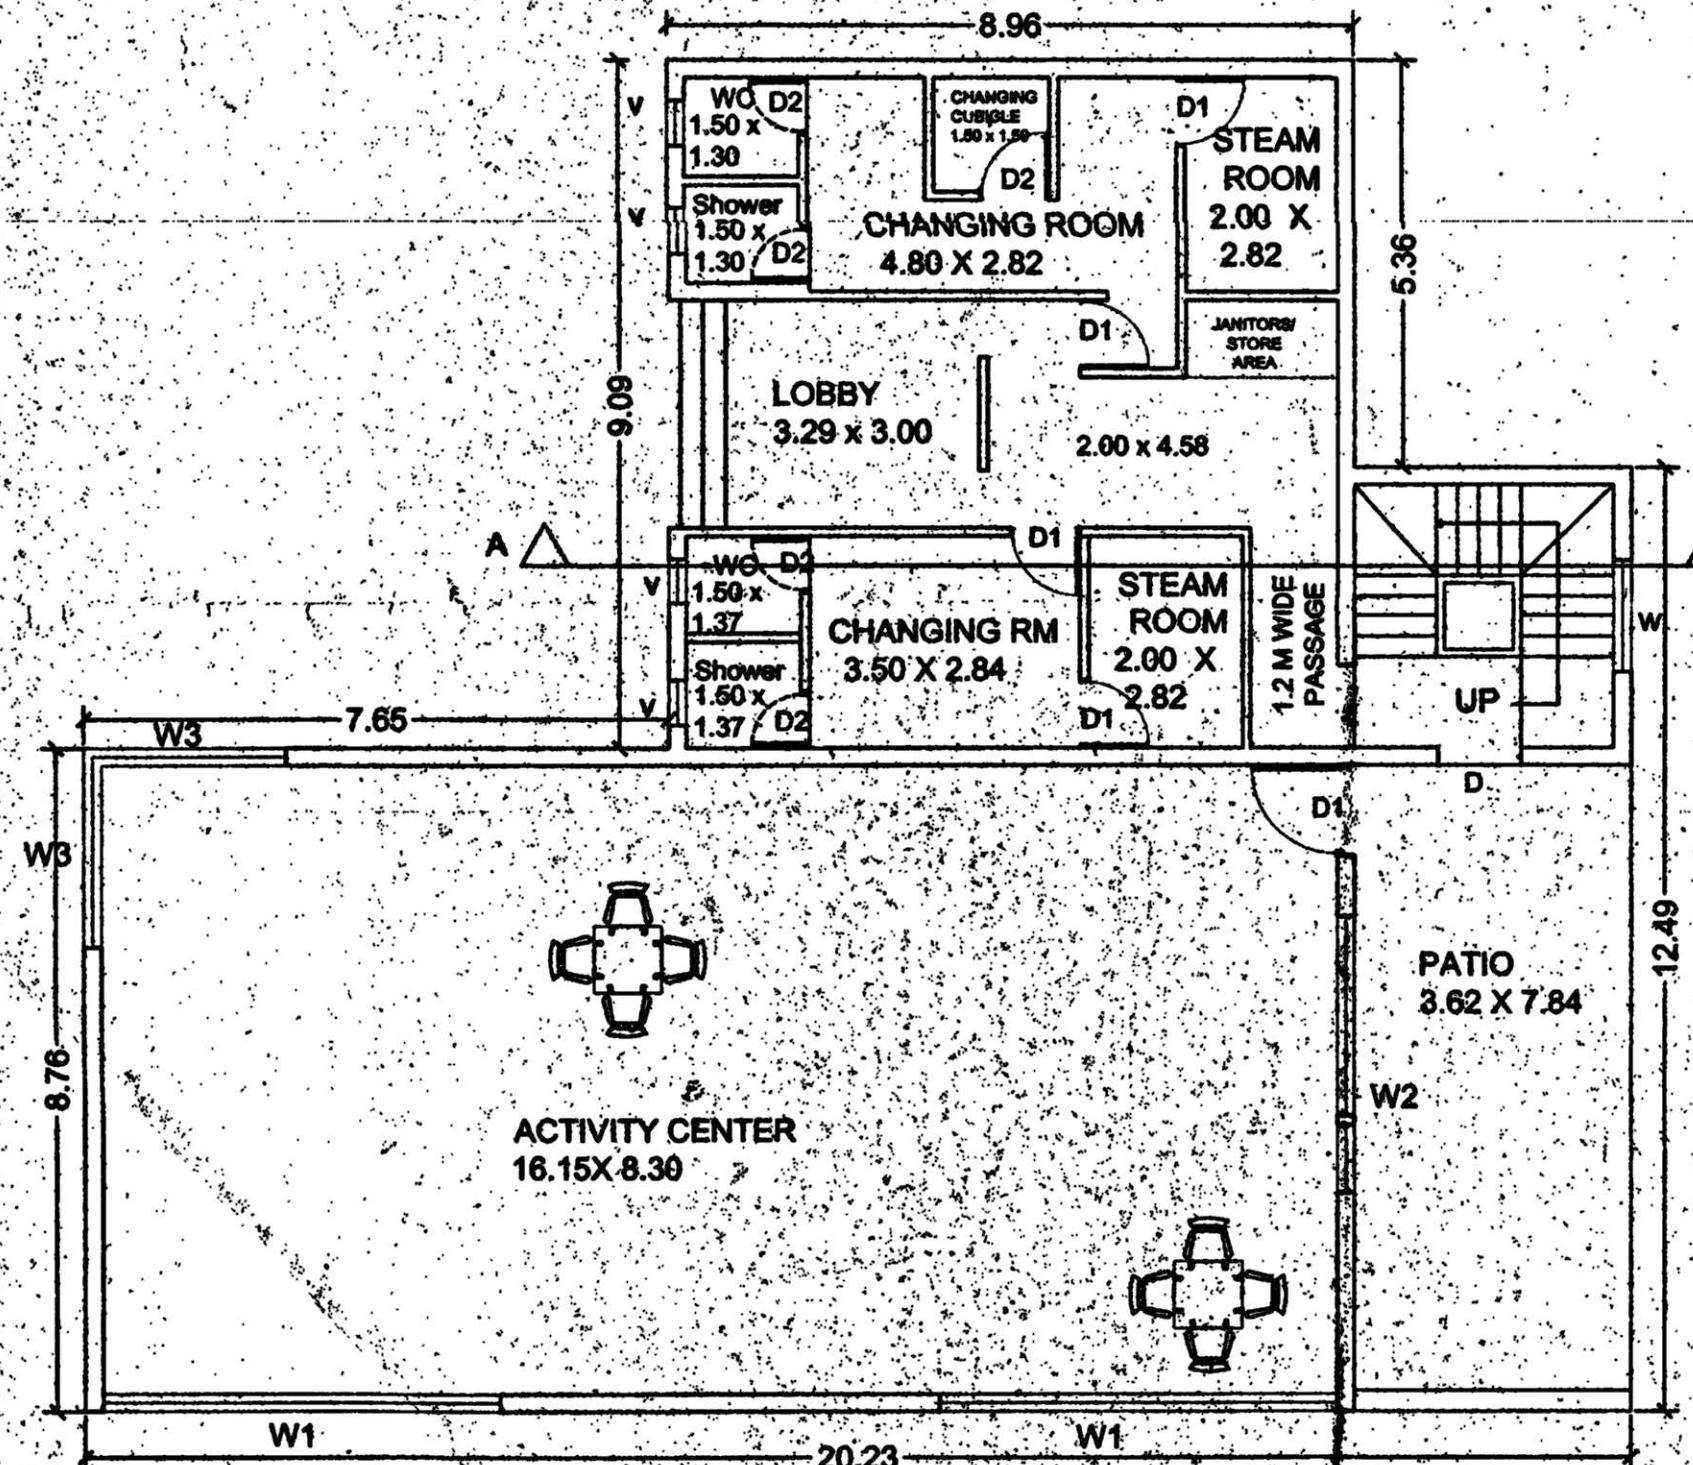 8.96
V
WC
D2
1.50 x
1.30
CHANGING
CUBICLE
1.50 x 1.50
D2
D1
STEAM
ROOM
2.00 X
2.82
V
Shower
1.50 x
1.30
D2
CHANGING ROOM
4.80 X 2.82
5.36
D1
JANITORS/
STORE
AREA
9.09
LOBBY
3.29 x 3.00
2.00 x 4.58
A
D1
V
WC
D2
1.50 x
1.37
CHANGING RM
3.50 X 2.84
STEAM
ROOM
2.00 X
2.82
1.2 M WIDE
PASSAGE
W
Shower
1.50 x
1.37
D2
V
D1
UP
7.65
W3
D
D1
W3
12.49
PATIO
3.62 X 7.84
8.76
W2
ACTIVITY CENTER
16.15X 8.30
W1
W1
20.23